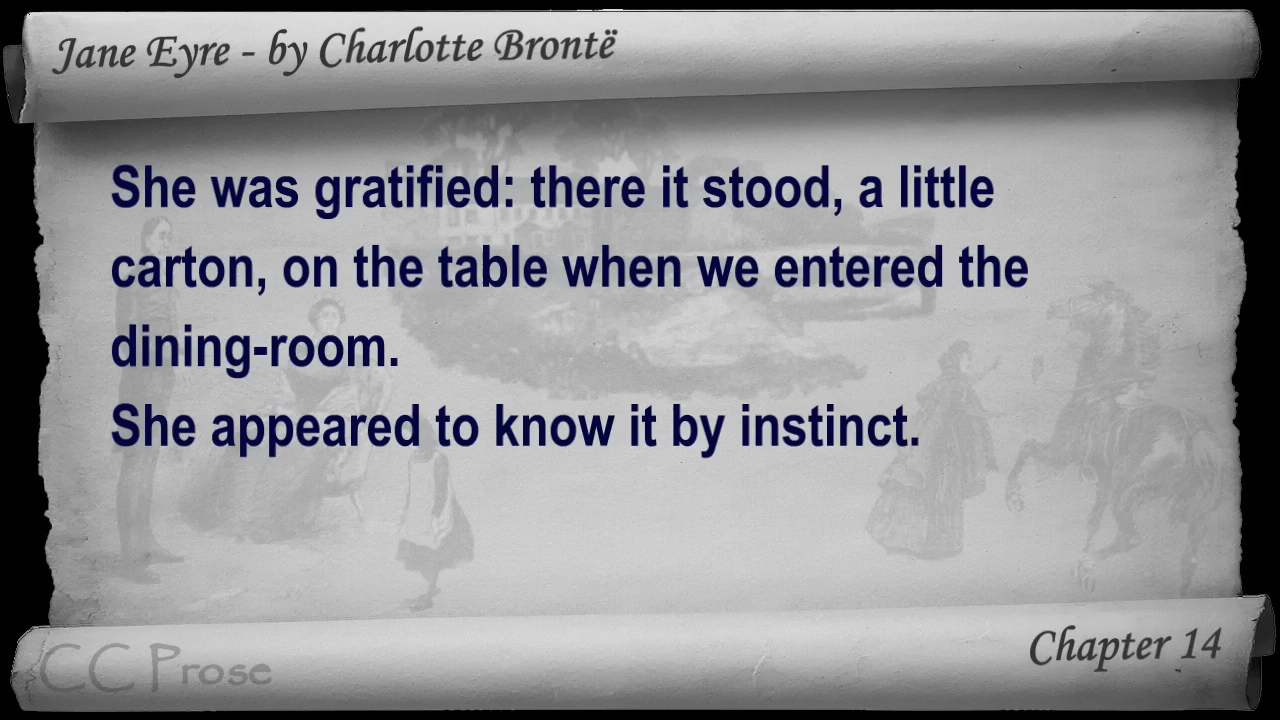 Jane Eyre - by Charlotte Brontë
She was gratified: there it stood, a little
carton, on the table when we entered the
dining-room.
She appeared to know it by instinct.
Chapter 14
CC Prose